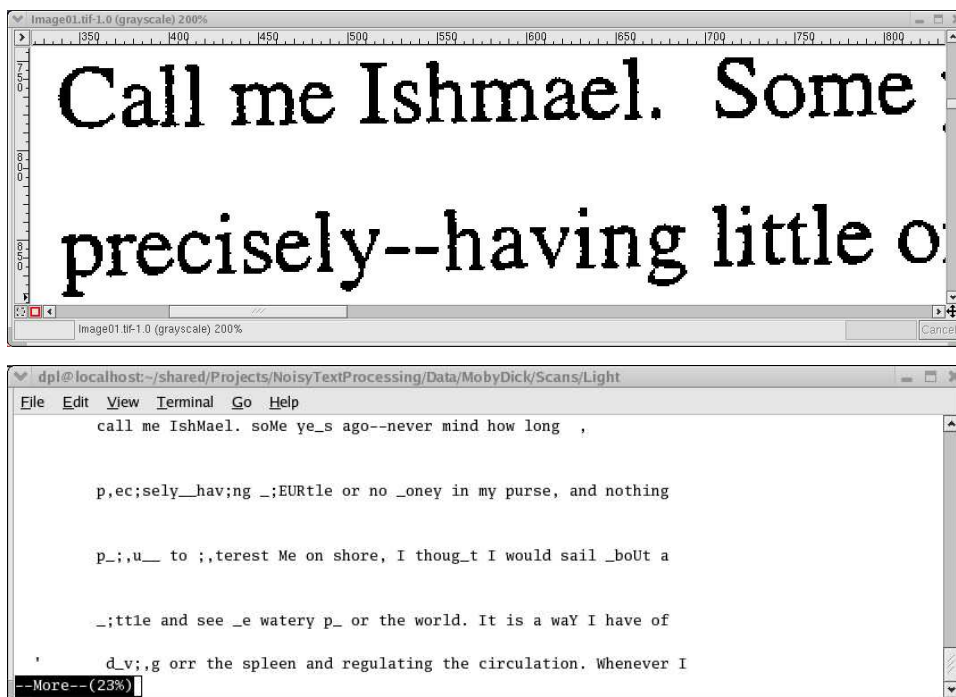 Image01.tif-1.0 (grayscale) 200%
350 400 450 500 550 600 650 700 750 800
750
Call me Ishmael. Some
800
precisely--having little o
850
Image01.tif-1.0 (grayscale) 200%
Cancel
dpl@localhost:~/shared/Projects/NoisyTextProcessing/Data/MobyDick/Scans/Light
File Edit View Terminal Go Help
call me IshMael. soMe ye_s ago--never mind how long ,
p,ec;sely__hav;ng _;EURtle or no _oney in my purse, and nothing
p_;,u__ to ;,terest Me on shore, I thoug_t I would sail _boUt a
_;tt1e and see _e watery p_ or the world. It is a waY I have of
' d_v;,g orr the spleen and regulating the circulation. Whenever I
--More--(23%)